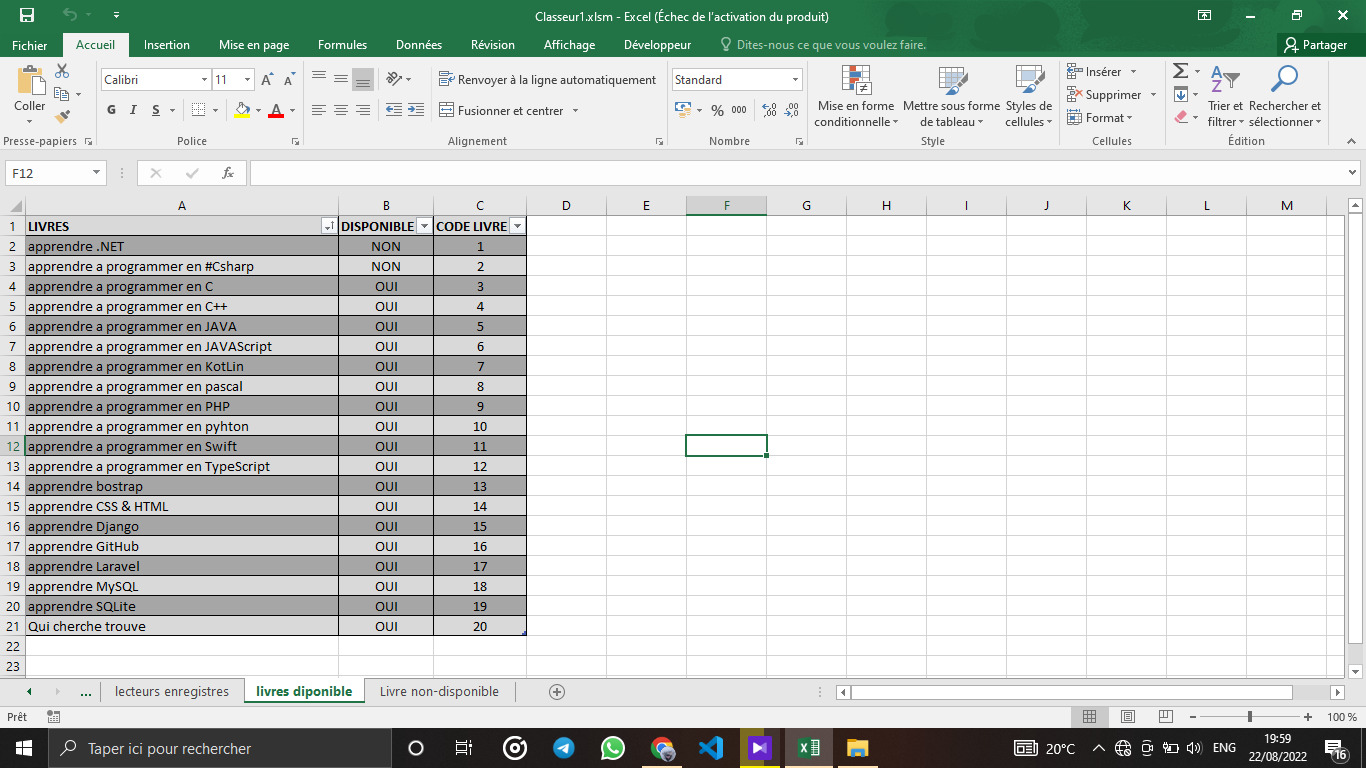 Classeur1.xlsm - Excel (Échec de l'activation du produit)
Fichier Accueil Insertion Mise en page Formules Données Révision Affichage Développeur Dites-nous ce que vous voulez faire. Partager
Coller
Presse-papiers
Calibri 11
G I S
Police
Renvoyer à la ligne automatiquement
Fusionner et centrer
Alignement
Standard
% 000
Nombre
Mise en forme conditionnelle
Mettre sous forme de tableau
Styles de cellules
Style
Insérer
Supprimer
Format
Cellules
Trier et filtrer
Rechercher et sélectionner
Édition
F12 fx
A B C D E F G H I J K L M
1 LIVRES DISPONIBLE CODE LIVRE
2 apprendre .NET NON 1
3 apprendre a programmer en #Csharp NON 2
4 apprendre a programmer en C OUI 3
5 apprendre a programmer en C++ OUI 4
6 apprendre a programmer en JAVA OUI 5
7 apprendre a programmer en JAVAScript OUI 6
8 apprendre a programmer en KotLin OUI 7
9 apprendre a programmer en pascal OUI 8
10 apprendre a programmer en PHP OUI 9
11 apprendre a programmer en pyhton OUI 10
12 apprendre a programmer en Swift OUI 11
13 apprendre a programmer en TypeScript OUI 12
14 apprendre bostrap OUI 13
15 apprendre CSS & HTML OUI 14
16 apprendre Django OUI 15
17 apprendre GitHub OUI 16
18 apprendre Laravel OUI 17
19 apprendre MySQL OUI 18
20 apprendre SQLite OUI 19
21 Qui cherche trouve OUI 20
22
23
... lecteurs enregistres livres diponible Livre non-disponible
Prêt 100 %
Taper ici pour rechercher 20°C ENG 19:59
22/08/2022 16